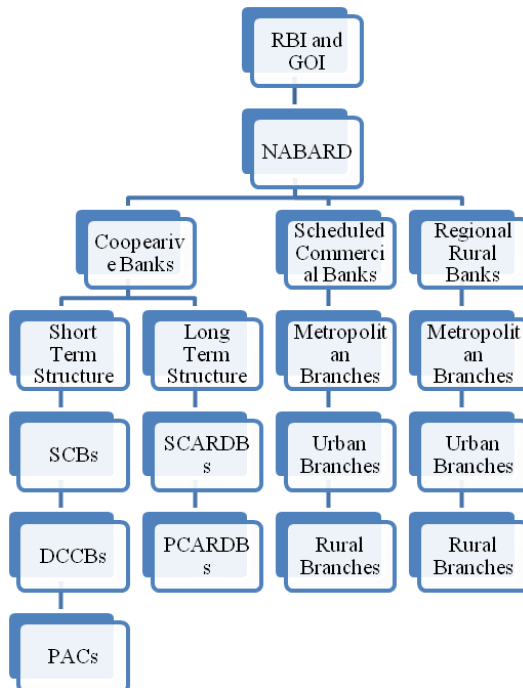 RBI and
GOI
NABARD
Coopeariv
e Banks
Scheduled
Commerci
al Banks
Regional
Rural
Banks
Short
Term
Structure
Long
Term
Structure
Metropolit
an
Branches
Metropolit
an
Branches
SCBs
SCARDB
s
Urban
Branches
Urban
Branches
DCCBs
PCARDB
s
Rural
Branches
Rural
Branches
PACs